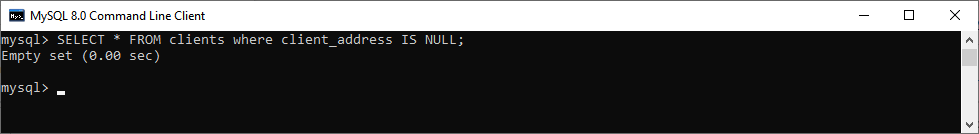 MySQL 8.0 Command Line Client
mysql> SELECT * FROM clients where client_address IS NULL;
Empty set (0.00 sec)
mysql>